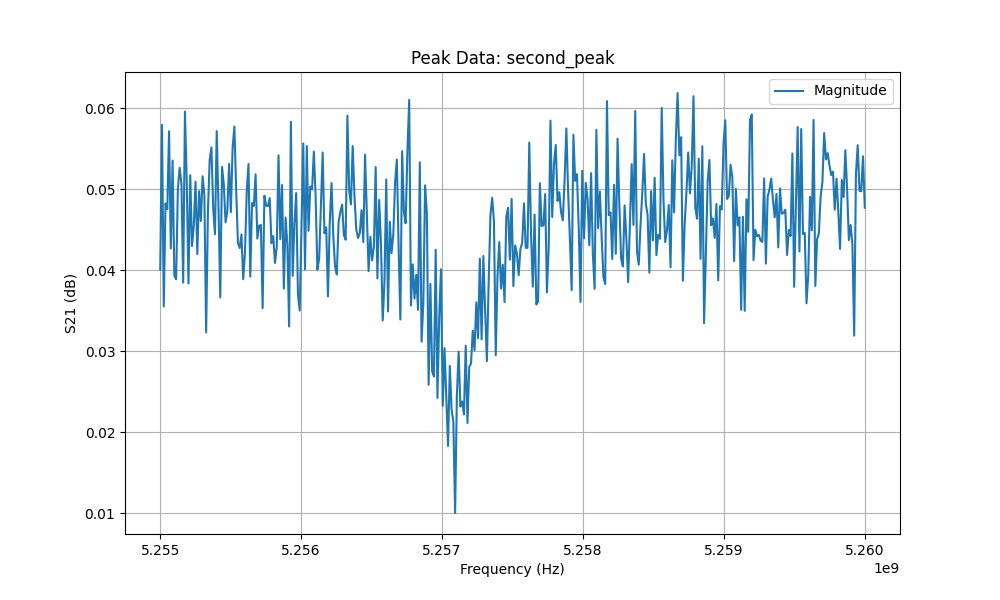 Peak Data: second_peak
Magnitude
S21 (dB)
0.06
0.05
0.04
0.03
0.02
0.01
5.255 5.256 5.257 5.258 5.259 5.260
Frequency (Hz)
1e9